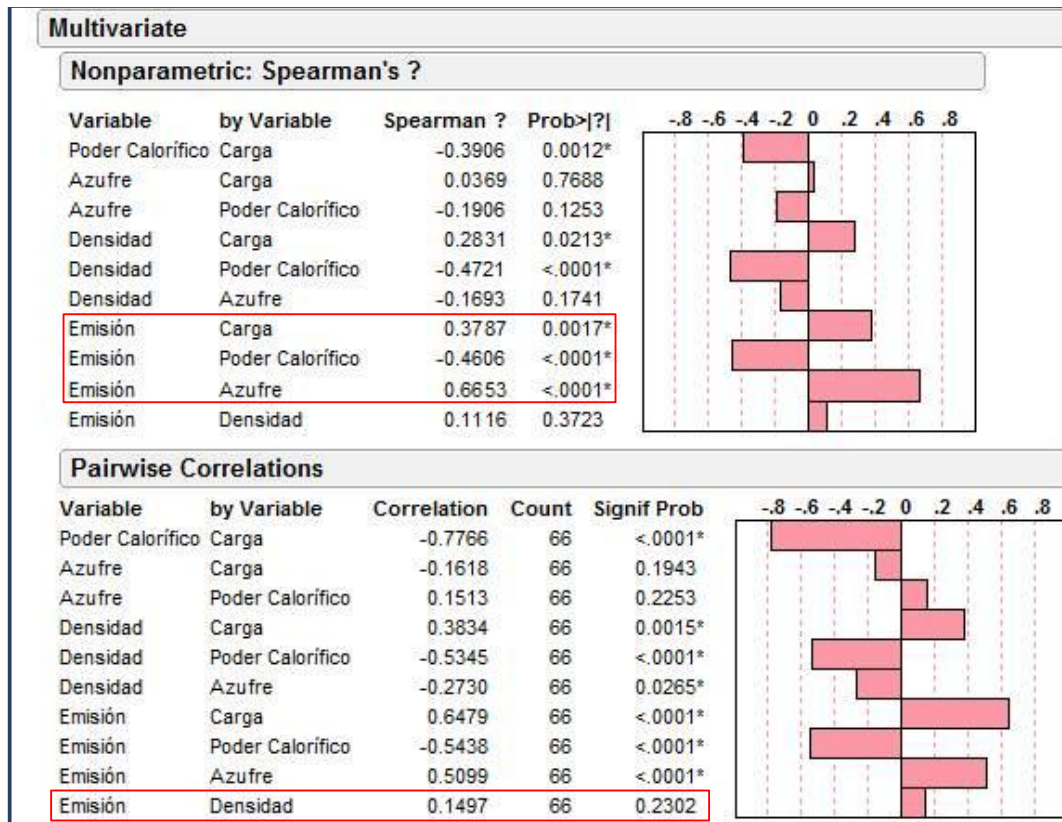 Multivariate
Nonparametric: Spearman's ?
Variable by Variable Spearman ? Prob>|?| -.8 -.6 -.4 -.2 0 .2 .4 .6 .8
Poder Calorífico Carga -0.3906 0.0012*
Azufre Carga 0.0369 0.7688
Azufre Poder Calorífico -0.1906 0.1253
Densidad Carga 0.2831 0.0213*
Densidad Poder Calorífico -0.4721 <.0001*
Densidad Azufre -0.1693 0.1741
Emisión Carga 0.3787 0.0017*
Emisión Poder Calorífico -0.4606 <.0001*
Emisión Azufre 0.6653 <.0001*
Emisión Densidad 0.1116 0.3723
Pairwise Correlations
Variable by Variable Correlation Count Signif Prob -.8 -.6 -.4 -.2 0 .2 .4 .6 .8
Poder Calorífico Carga -0.7766 66 <.0001*
Azufre Carga -0.1618 66 0.1943
Azufre Poder Calorífico 0.1513 66 0.2253
Densidad Carga 0.3834 66 0.0015*
Densidad Poder Calorífico -0.5345 66 <.0001*
Densidad Azufre -0.2730 66 0.0265*
Emisión Carga 0.6479 66 <.0001*
Emisión Poder Calorífico -0.5438 66 <.0001*
Emisión Azufre 0.5099 66 <.0001*
Emisión Densidad 0.1497 66 0.2302